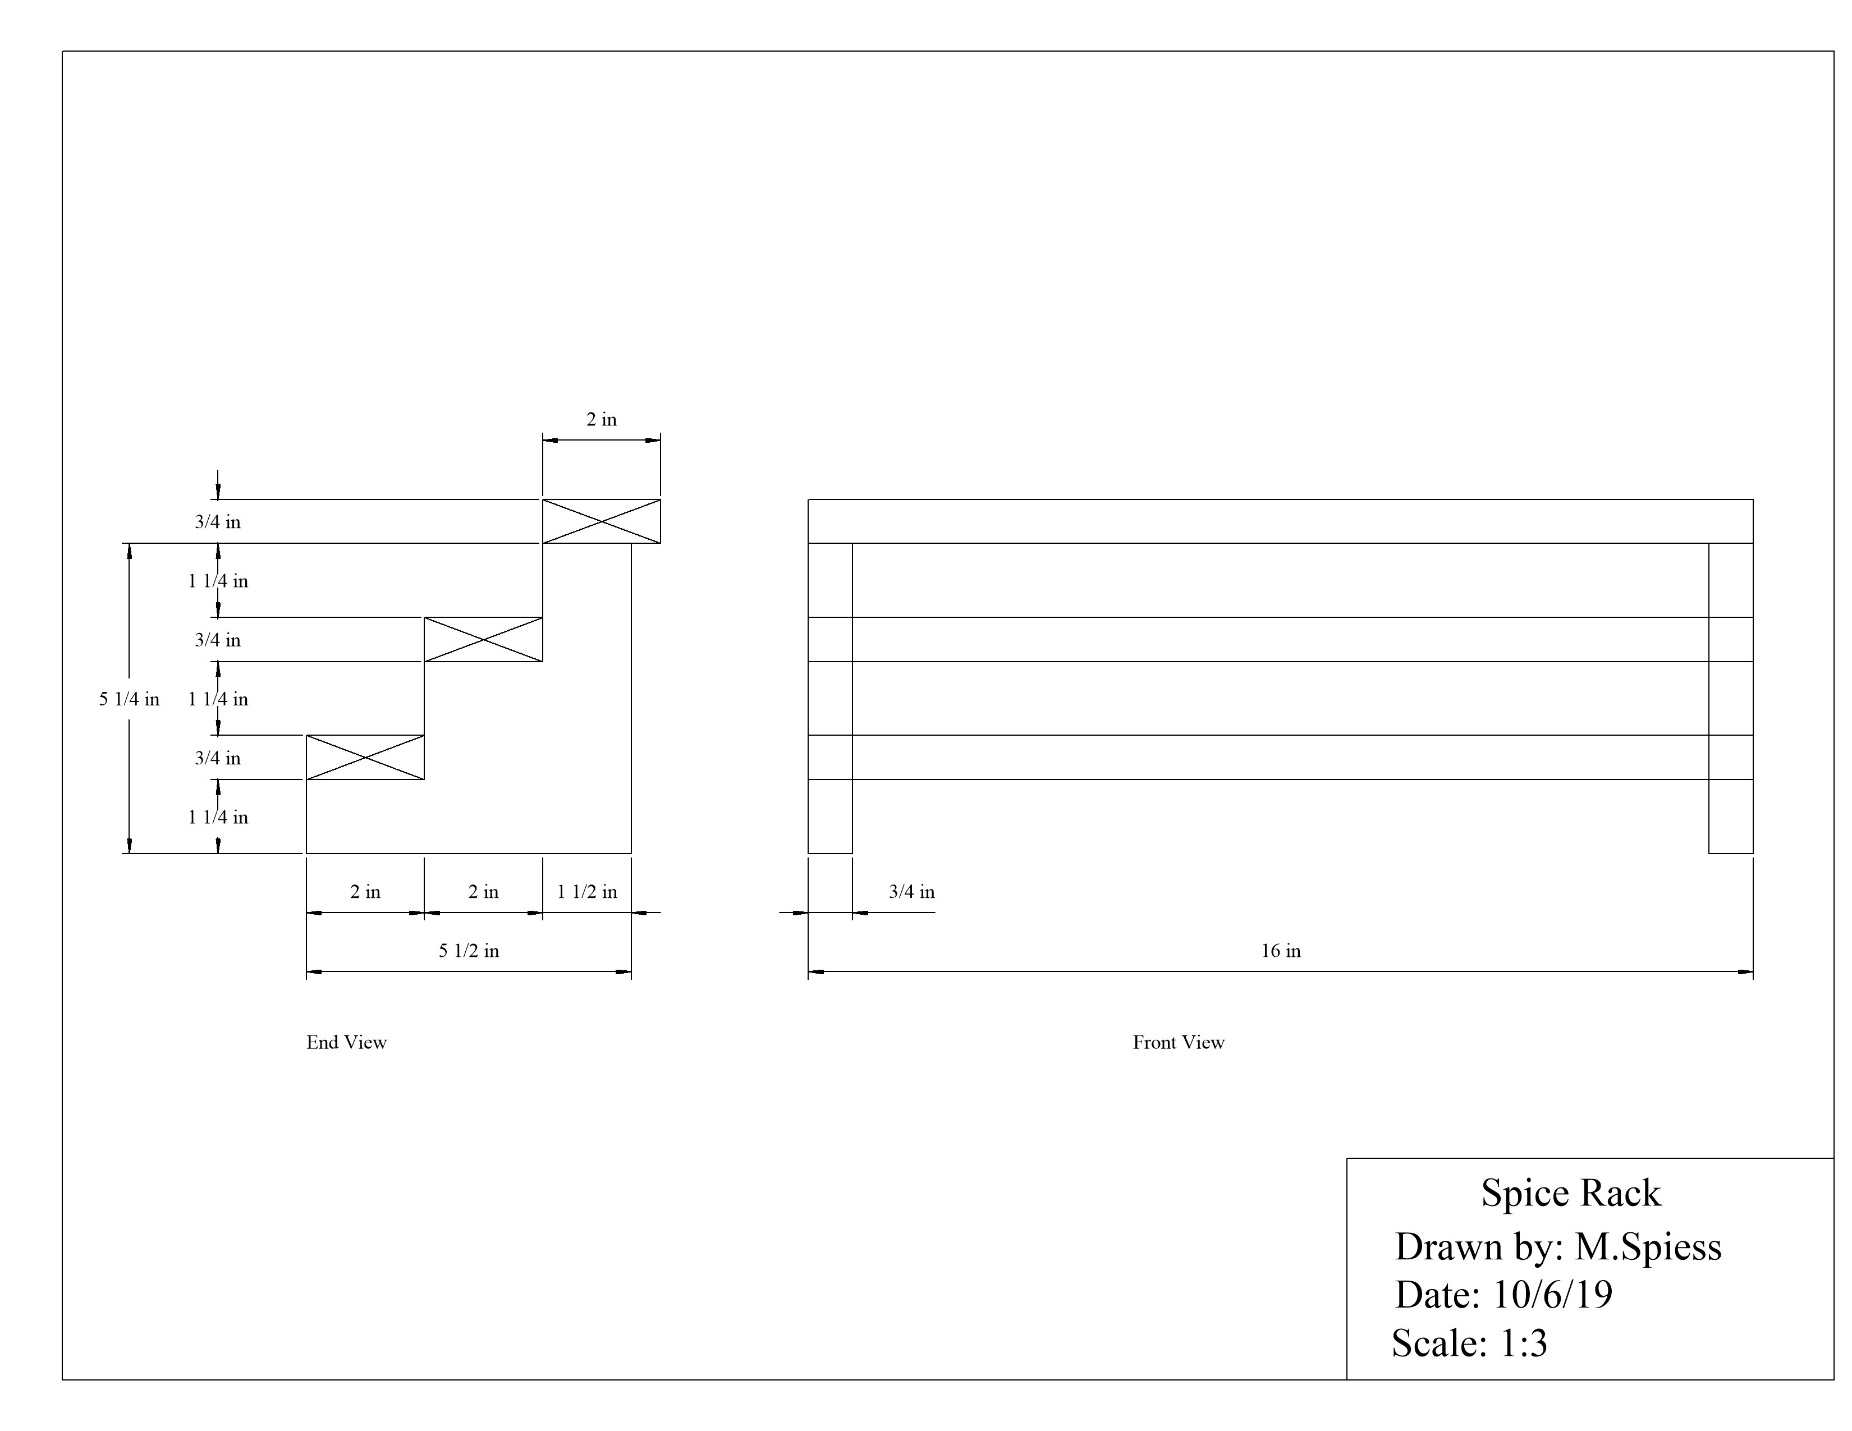 2 in
3/4 in
1 1/4 in
3/4 in
5 1/4 in
1 1/4 in
3/4 in
1 1/4 in
2 in
2 in
1 1/2 in
5 1/2 in
End View
3/4 in
16 in
Front View
Spice Rack
Drawn by: M.Spiess
Date: 10/6/19
Scale: 1:3